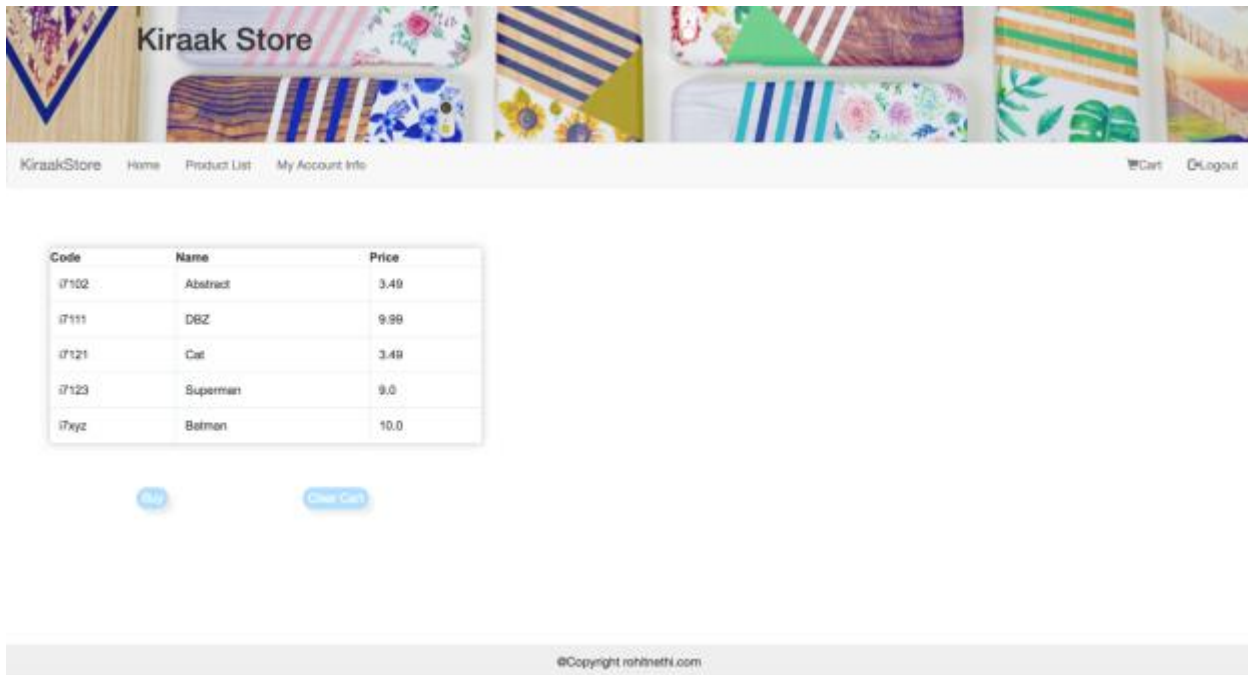 Kiraak Store
KiraakStore Home Product List My Account Info Cart Logout
Code Name Price
i7102 Abstract 3.49
i7111 DBZ 9.99
i7121 Cat 3.49
i7123 Superman 9.0
i7xyz Batman 10.0
Buy Clear Cart
@Copyright rohitnethi.com